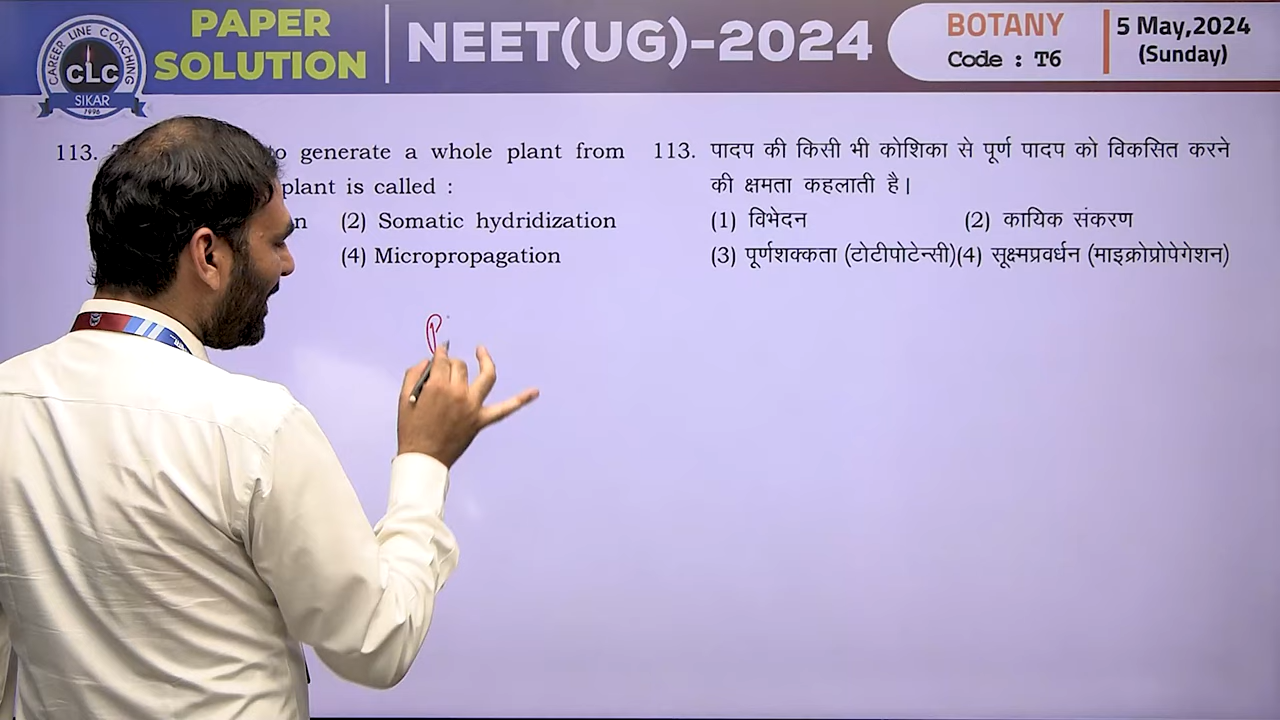 CAREER LINE COACHING
CLC
SIKAR
1996
PAPER
SOLUTION
NEET(UG)-2024
BOTANY
Code : T6
5 May,2024
(Sunday)
113. to generate a whole plant from
plant is called :
(2) Somatic hydridization
(4) Micropropagation
113. पादप की किसी भी कोशिका से पूर्ण पादप को विकसित करने
की क्षमता कहलाती है।
(1) विभेदन (2) कायिक संकरण
(3) पूर्णशक्कता (टोटीपोटेन्सी)(4) सूक्ष्मप्रवर्धन (माइक्रोप्रोपेगेशन)